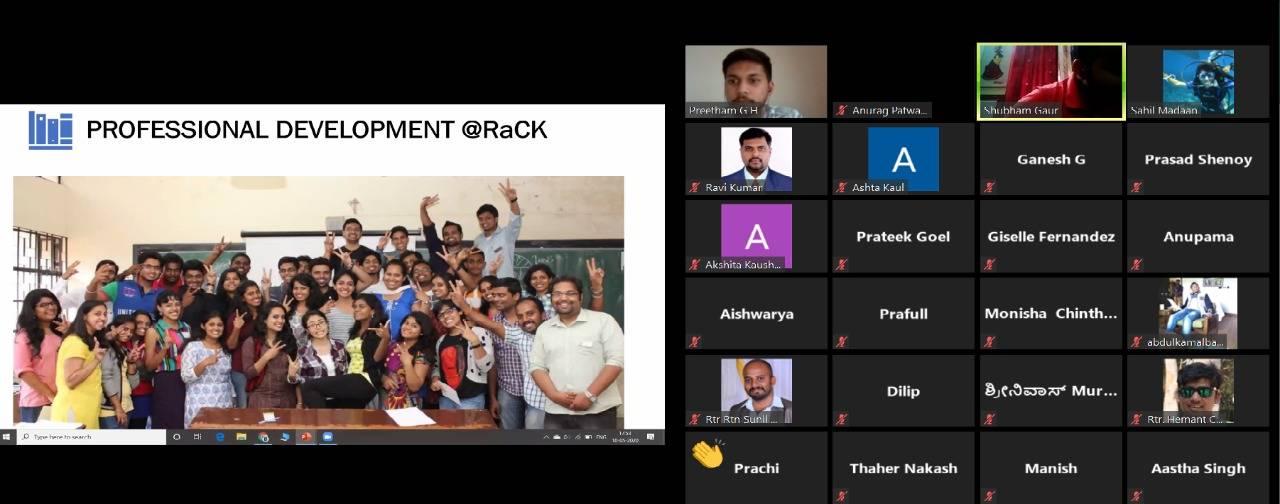 PROFESSIONAL DEVELOPMENT @RaCK
Type here to search
ENG
Preetham G H
Anurag Patwa...
Shubham Gaur
Sahil Madaan
Ravi Kumar
A
Ashta Kaul
Ganesh G
Prasad Shenoy
A
Akshita Kaush...
Prateek Goel
Giselle Fernandez
Anupama
Aishwarya
Prafull
Monisha Chinth...
abdulkamalba...
Rtr Rtn Sunil ...
Dilip
ಶ್ರೀನಿವಾಸ್ Mur...
Rtr. Hemant C...
Prachi
Thaher Nakash
Manish
Aastha Singh